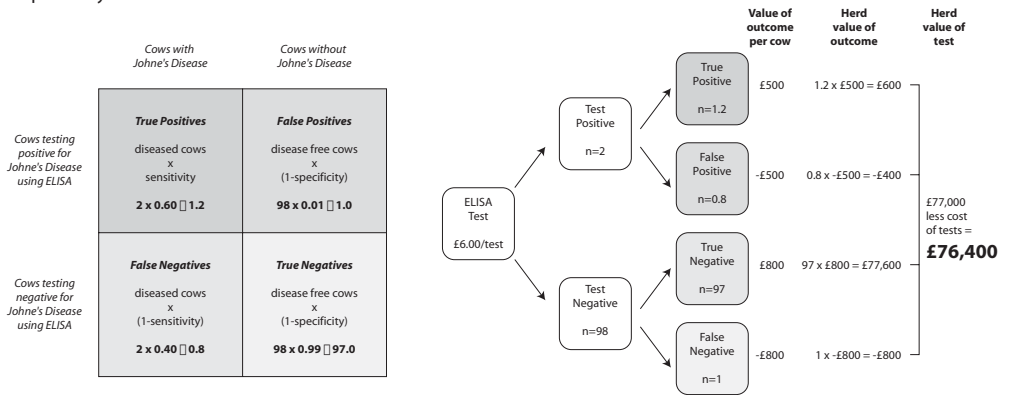 Cows with
Johne's Disease
Cows without
Johne's Disease
Cows testing
positive for
Johne's Disease
using ELISA
True Positives
diseased cows
x
sensitivity
2 x 0.60 □ 1.2
False Positives
disease free cows
x
(1-specificity)
98 x 0.01 □ 1.0
Cows testing
negative for
Johne's Disease
using ELISA
False Negatives
diseased cows
x
(1-sensitivity)
2 x 0.40 □ 0.8
True Negatives
disease free cows
x
(1-specificity)
98 x 0.99 □ 97.0
ELISA
Test
£6.00/test
Test
Positive
n=2
Test
Negative
n=98
Value of
outcome
per cow
Herd
value of
outcome
Herd
value of
test
True
Positive
n=1.2
£500
1.2 x £500 = £600
False
Positive
n=0.8
-£500
0.8 x -£500 = -£400
True
Negative
n=97
£800
97 x £800 = £77,600
False
Negative
n=1
-£800
1 x -£800 = -£800
£77,000
less cost
of tests =
£76,400